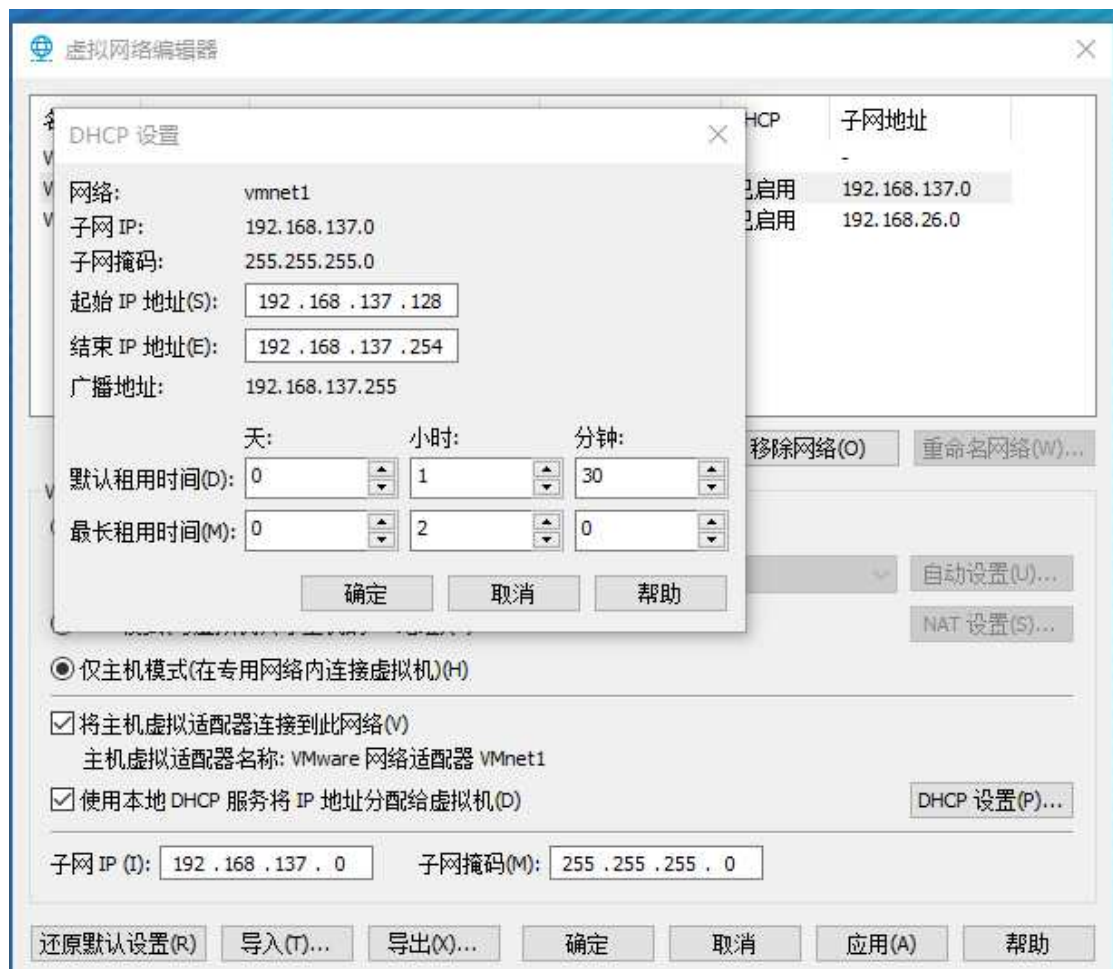 虚拟网络编辑器
HCP 子网地址
DHCP 设置
-
网络: vmnet1
已启用 192.168.137.0
子网 IP: 192.168.137.0
已启用 192.168.26.0
子网掩码: 255.255.255.0
起始 IP 地址(S): 192 .168 .137 .128
结束 IP 地址(E): 192 .168 .137 .254
广播地址: 192.168.137.255
天: 小时: 分钟:
移除网络(O) 重命名网络(W)...
默认租用时间(D): 0 1 30
最长租用时间(M): 0 2 0
自动设置(U)...
确定 取消 帮助
NAT 设置(S)...
仅主机模式(在专用网络内连接虚拟机)(H)
将主机虚拟适配器连接到此网络(V)
主机虚拟适配器名称: VMware 网络适配器 VMnet1
使用本地 DHCP 服务将 IP 地址分配给虚拟机(D) DHCP 设置(P)...
子网 IP (I): 192 .168 .137 . 0 子网掩码(M): 255 .255 .255 . 0
还原默认设置(R) 导入(T)... 导出(X)... 确定 取消 应用(A) 帮助